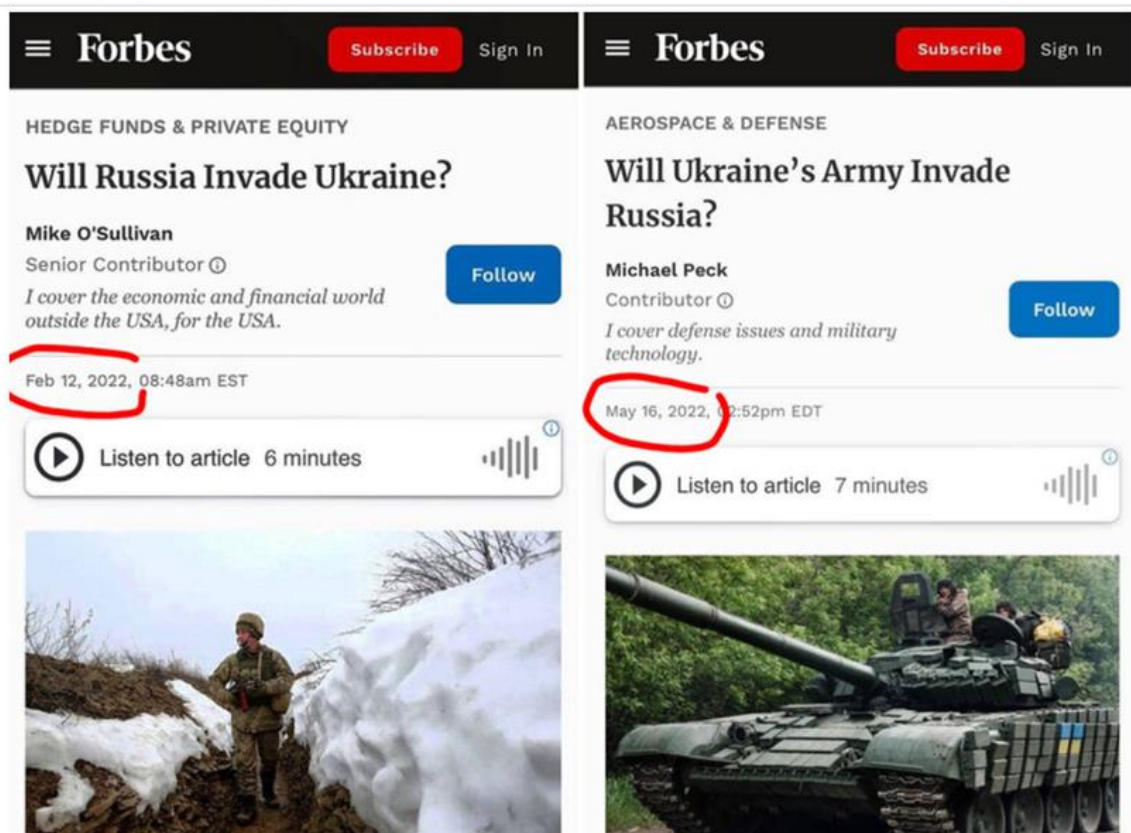 Forbes
Subscribe
Sign In
HEDGE FUNDS & PRIVATE EQUITY
Will Russia Invade Ukraine?
Mike O'Sullivan
Senior Contributor
Follow
I cover the economic and financial world
outside the USA, for the USA.
Feb 12, 2022, 08:48am EST
Listen to article 6 minutes
Forbes
Subscribe
Sign In
AEROSPACE & DEFENSE
Will Ukraine’s Army Invade
Russia?
Michael Peck
Contributor
Follow
I cover defense issues and military
technology.
May 16, 2022, 02:52pm EDT
Listen to article 7 minutes